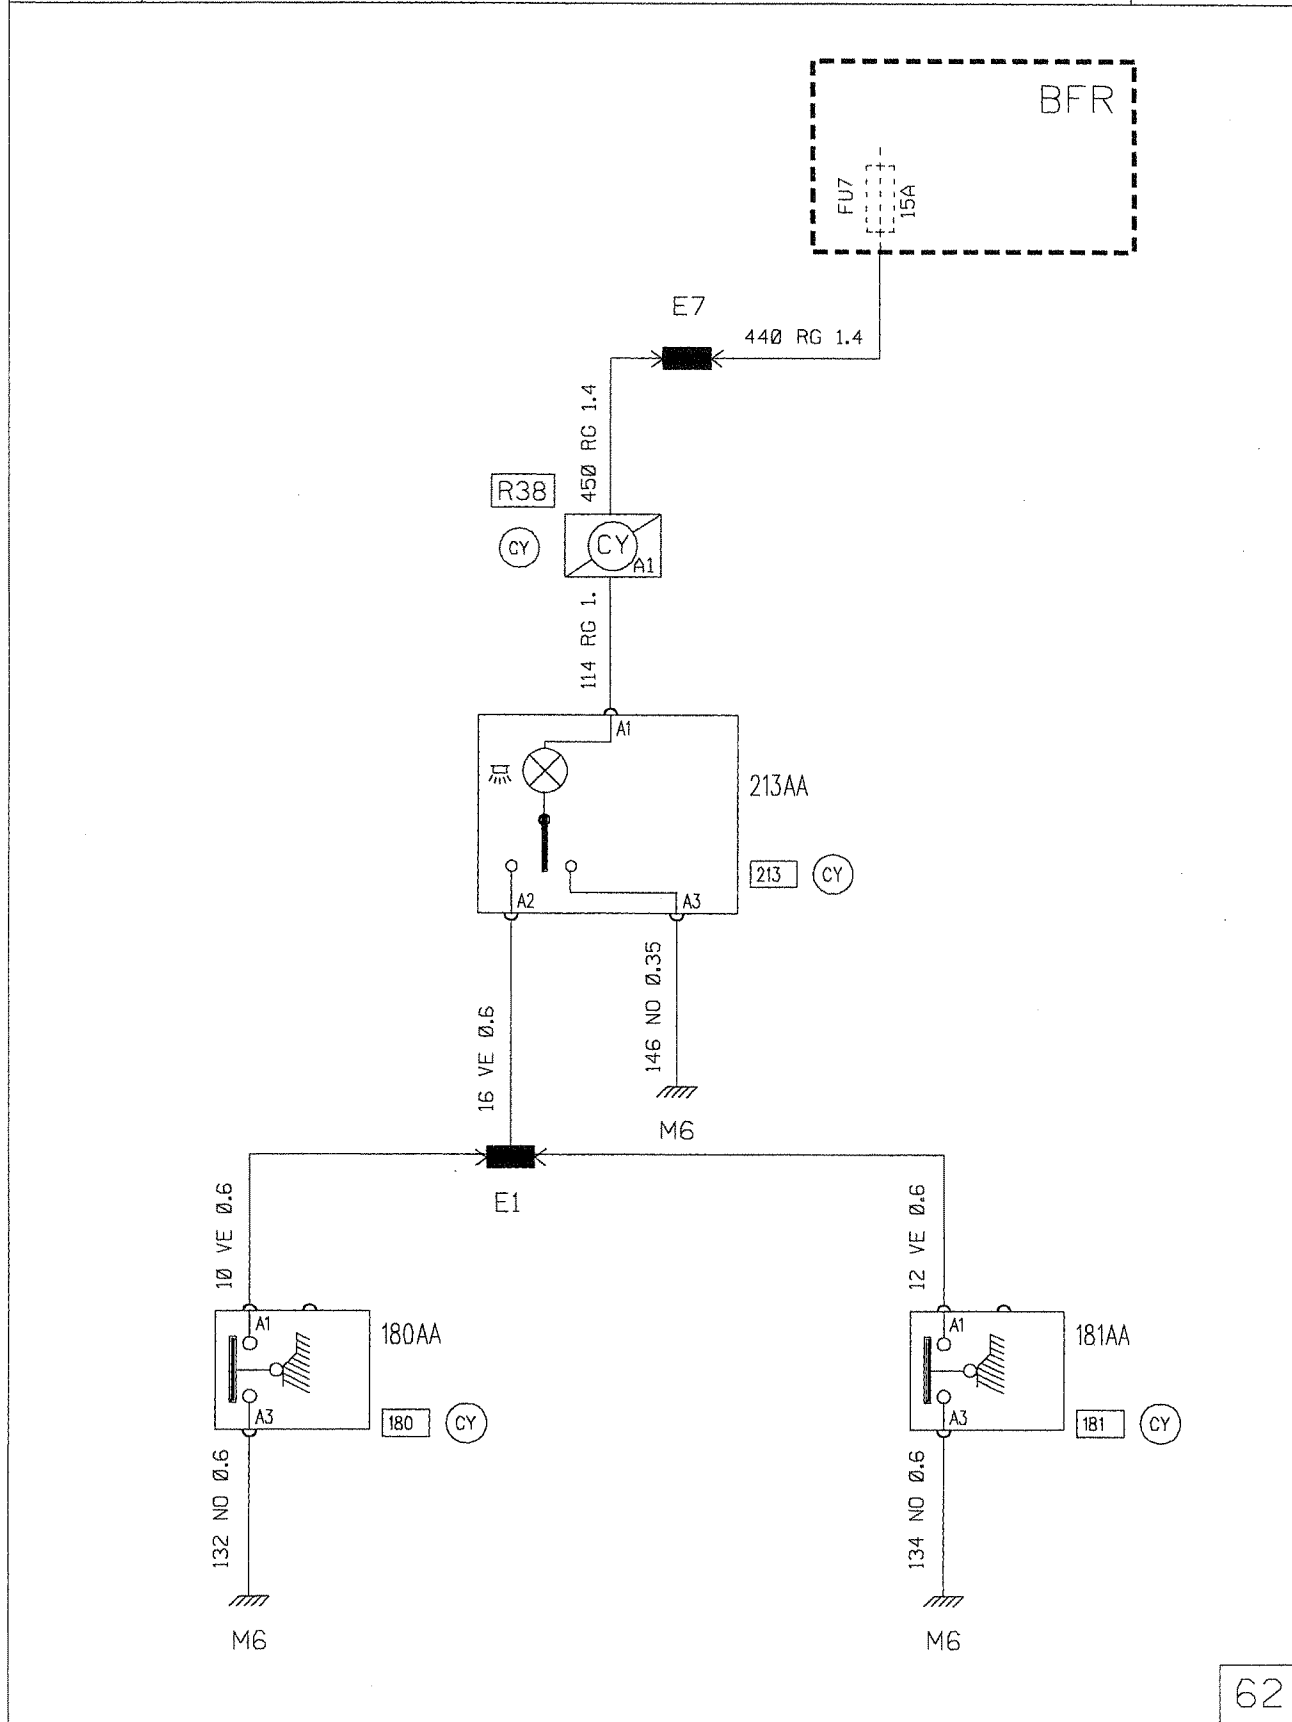 BFR
FU7
15A
E7
440 RG 1.4
450 RG 1.4
R38
CY
CY
A1
114 RG 1.
A1
213AA
213
CY
A2
A3
16 VE 0.6
146 NO 0.35
M6
E1
10 VE 0.6
12 VE 0.6
A1
180AA
A3
180
CY
132 NO 0.6
M6
A1
181AA
A3
181
CY
134 NO 0.6
M6
62